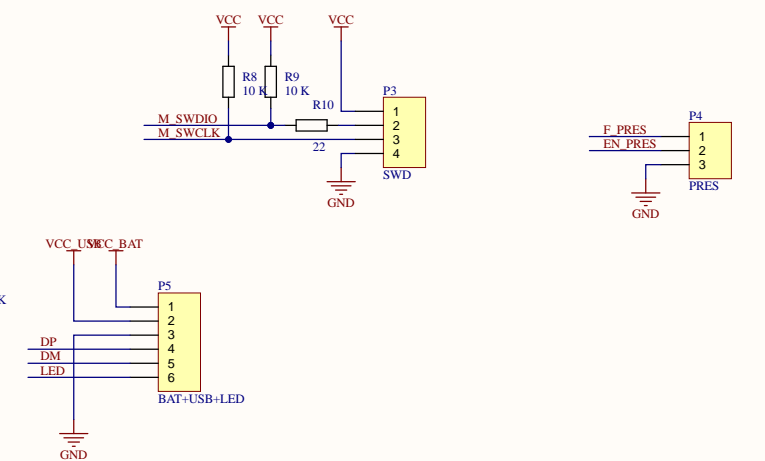 VCC VCC VCC
R8 R9
10 K 10 K
P3
R10
M_SWDIO
M_SWCLK
22
1
2
3
4
SWD
GND
P4
F_PRES
EN_PRES
1
2
3
PRES
GND
VCC_USB VCC_BAT
P5
K
1
2
3
4
5
6
DP
DM
LED
BAT+USB+LED
GND